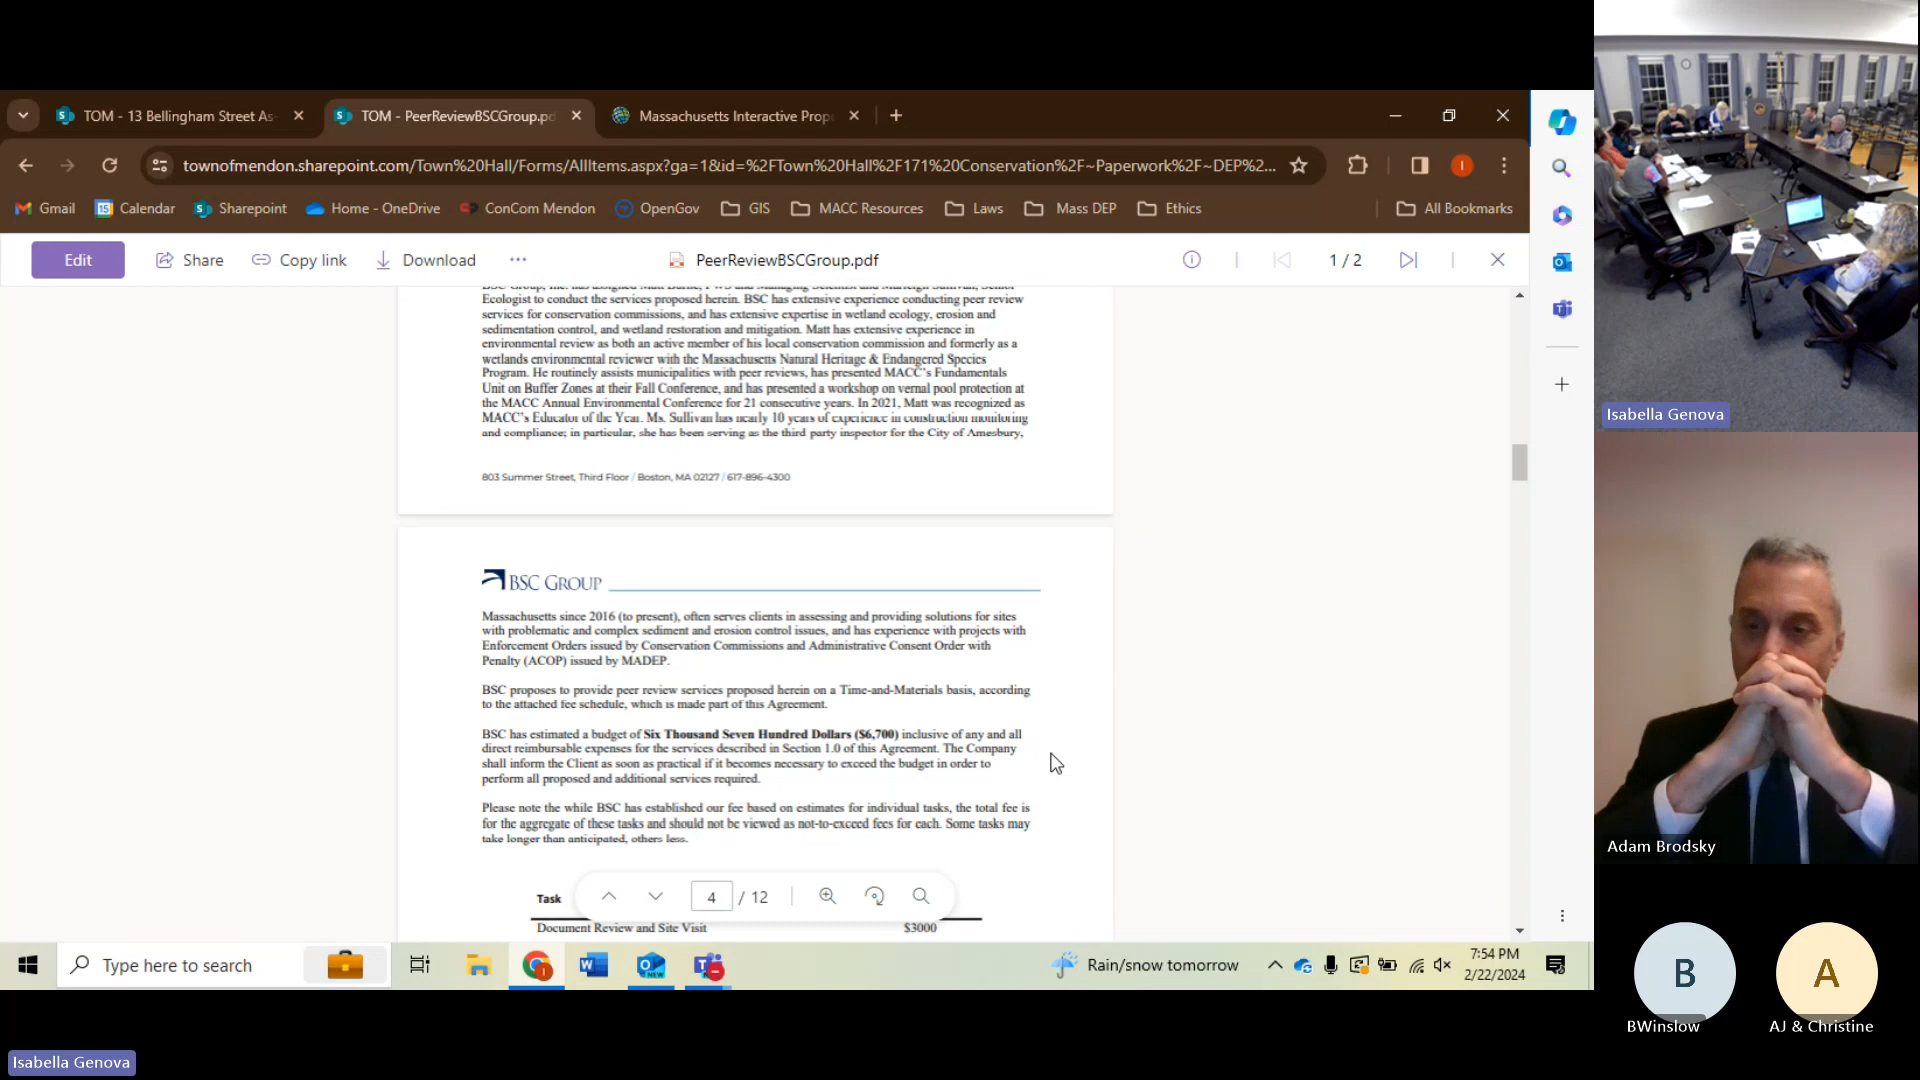 TOM - 13 Bellingham Street As
TOM - PeerReviewBSCGroup.pd
Massachusetts Interactive Prop
townofmendon.sharepoint.com/Town%20Hall/Forms/AllItems.aspx?ga=1&id=%2FTown%20Hall%2F171%20Conservation%2F~Paperwork%2F~DEP%2...
I
Gmail
Calendar
Sharepoint
Home - OneDrive
ConCom Mendon
OpenGov
GIS
MACC Resources
Laws
Mass DEP
Ethics
All Bookmarks
Edit
Share
Copy link
Download
PeerReviewBSCGroup.pdf
1 / 2
Ecologist to conduct the services proposed herein. BSC has extensive experience conducting peer review
services for conservation commissions, and has extensive expertise in wetland ecology, erosion and
sedimentation control, and wetland restoration and mitigation. Matt has extensive experience in
environmental review as both an active member of his local conservation commission and formerly as a
wetlands environmental reviewer with the Massachusetts Natural Heritage & Endangered Species
Program. He routinely assists municipalities with peer reviews, has presented MACC's Fundamentals
Unit on Buffer Zones at their Fall Conference, and has presented a workshop on vernal pool protection at
the MACC Annual Environmental Conference for 21 consecutive years. In 2021, Matt was recognized as
MACC's Educator of the Year. Ms. Sullivan has nearly 10 years of experience in construction monitoring
and compliance; in particular, she has been serving as the third party inspector for the City of Amesbury,
803 Summer Street, Third Floor / Boston, MA 02127 / 617-896-4300
BSC GROUP
Massachusetts since 2016 (to present), often serves clients in assessing and providing solutions for sites
with problematic and complex sediment and erosion control issues, and has experience with projects with
Enforcement Orders issued by Conservation Commissions and Administrative Consent Order with
Penalty (ACOP) issued by MADEP.
BSC proposes to provide peer review services proposed herein on a Time-and-Materials basis, according
to the attached fee schedule, which is made part of this Agreement.
BSC has estimated a budget of Six Thousand Seven Hundred Dollars ($6,700) inclusive of any and all
direct reimbursable expenses for the services described in Section 1.0 of this Agreement. The Company
shall inform the Client as soon as practical if it becomes necessary to exceed the budget in order to
perform all proposed and additional services required.
Please note the while BSC has established our fee based on estimates for individual tasks, the total fee is
for the aggregate of these tasks and should not be viewed as not-to-exceed fees for each. Some tasks may
take longer than anticipated, others less.
Task
4 / 12
Document Review and Site Visit $3000
Type here to search
Rain/snow tomorrow
7:54 PM
2/22/2024
Isabella Genova
Isabella Genova
Adam Brodsky
B
A
BWinslow
AJ & Christine